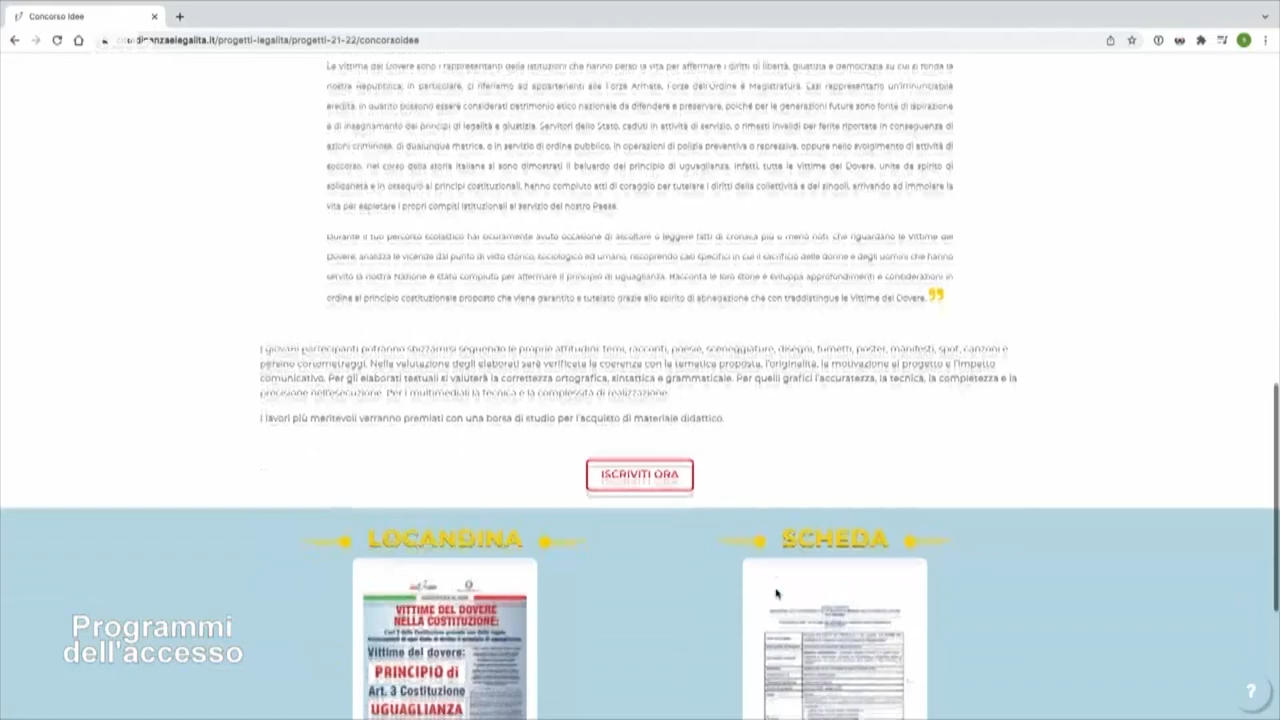 Concorso Idee
cittadinanzaelegalita.it/progetti-legalita/progetti-21-22/concorsoidee
Le Vittime del Dovere sono i rappresentanti delle Istituzioni che hanno perso la vita per affermare i diritti di libertà, giustizia e democrazia su cui si fonda la
nostra Repubblica, in particolare, ci riferiamo ad appartenenti alle Forze Armate, Forze dell'Ordine e Magistratura. Essi rappresentano un'irrinunciabile
eredità, in quanto possono essere considerati patrimonio etico nazionale da difendere e preservare, poiché per le generazioni future sono fonte di ispirazione
e di insegnamento dei principi di legalità e giustizia. Servitori dello Stato, caduti in attività di servizio, o rimasti invalidi per ferite riportate in conseguenza di
azioni criminose, di qualunque matrice, o in servizio di ordine pubblico, in operazioni di polizia preventiva o repressiva, oppure nello svolgimento di attività di
soccorso, nel corso della storia italiana si sono dimostrati il baluardo del principio di uguaglianza. Infatti, tutte le Vittime del Dovere, unite da spirito di
solidarietà e in ossequio ai principi costituzionali, hanno compiuto atti di coraggio per tutelare i diritti della collettività e dei singoli, arrivando ad immolare la
vita per espletare i propri compiti istituzionali al servizio del nostro Paese.
Durante il tuo percorso scolastico hai sicuramente avuto occasione di ascoltare o leggere fatti di cronaca più o meno noti, che riguardano le Vittime del
Dovere, analizza le vicende dal punto di vista storico, sociologico ed umano, recependo casi specifici in cui il sacrificio delle donne e degli uomini che hanno
servito la nostra Nazione è stato compiuto per affermare il principio di uguaglianza. Racconta le loro storie e sviluppa approfondimenti e considerazioni in
ordine al principio costituzionale proposto che viene garantito e tutelato grazie allo spirito di abnegazione che contraddistingue le Vittime del Dovere.”
I giovani partecipanti potranno sbizzarrirsi seguendo le proprie attitudini: temi, racconti, poesie, sceneggiature, disegni, fumetti, poster, manifesti, spot, canzoni e
persino cortometraggi. Nella valutazione degli elaborati sarà verificata la coerenza con la tematica proposta, l'originalità, la motivazione al progetto e l'impatto
comunicativo. Per gli elaborati testuali si valuterà la correttezza ortografica, sintattica e grammaticale. Per quelli grafici l'accuratezza, la tecnica, la completezza e la
precisione nell'esecuzione. Per i multimediali la tecnica e la complessità di realizzazione.
I lavori più meritevoli verranno premiati con una borsa di studio per l'acquisto di materiale didattico.
ISCRIVITI ORA
LOCANDINA
SCHEDA
VITTIME DEL DOVERE
NELLA COSTITUZIONE:
Vittime del dovere:
PRINCIPIO di
Art. 3 Costituzione
UGUAGLIANZA
Programmi
dell'accesso
?